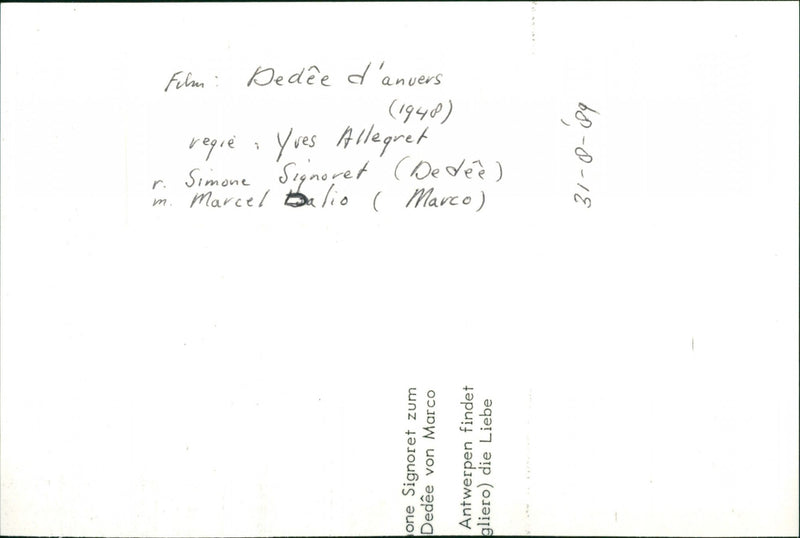 Film: Dedêe d'anvers
(1948)
regie: Yves Allegret
r. Simone Signoret (Dedêe)
m. Marcel Dalio ( Marco)
31-8-'89
one Signoret zum
Dedêe von Marco
Antwerpen findet
gliero) die Liebe